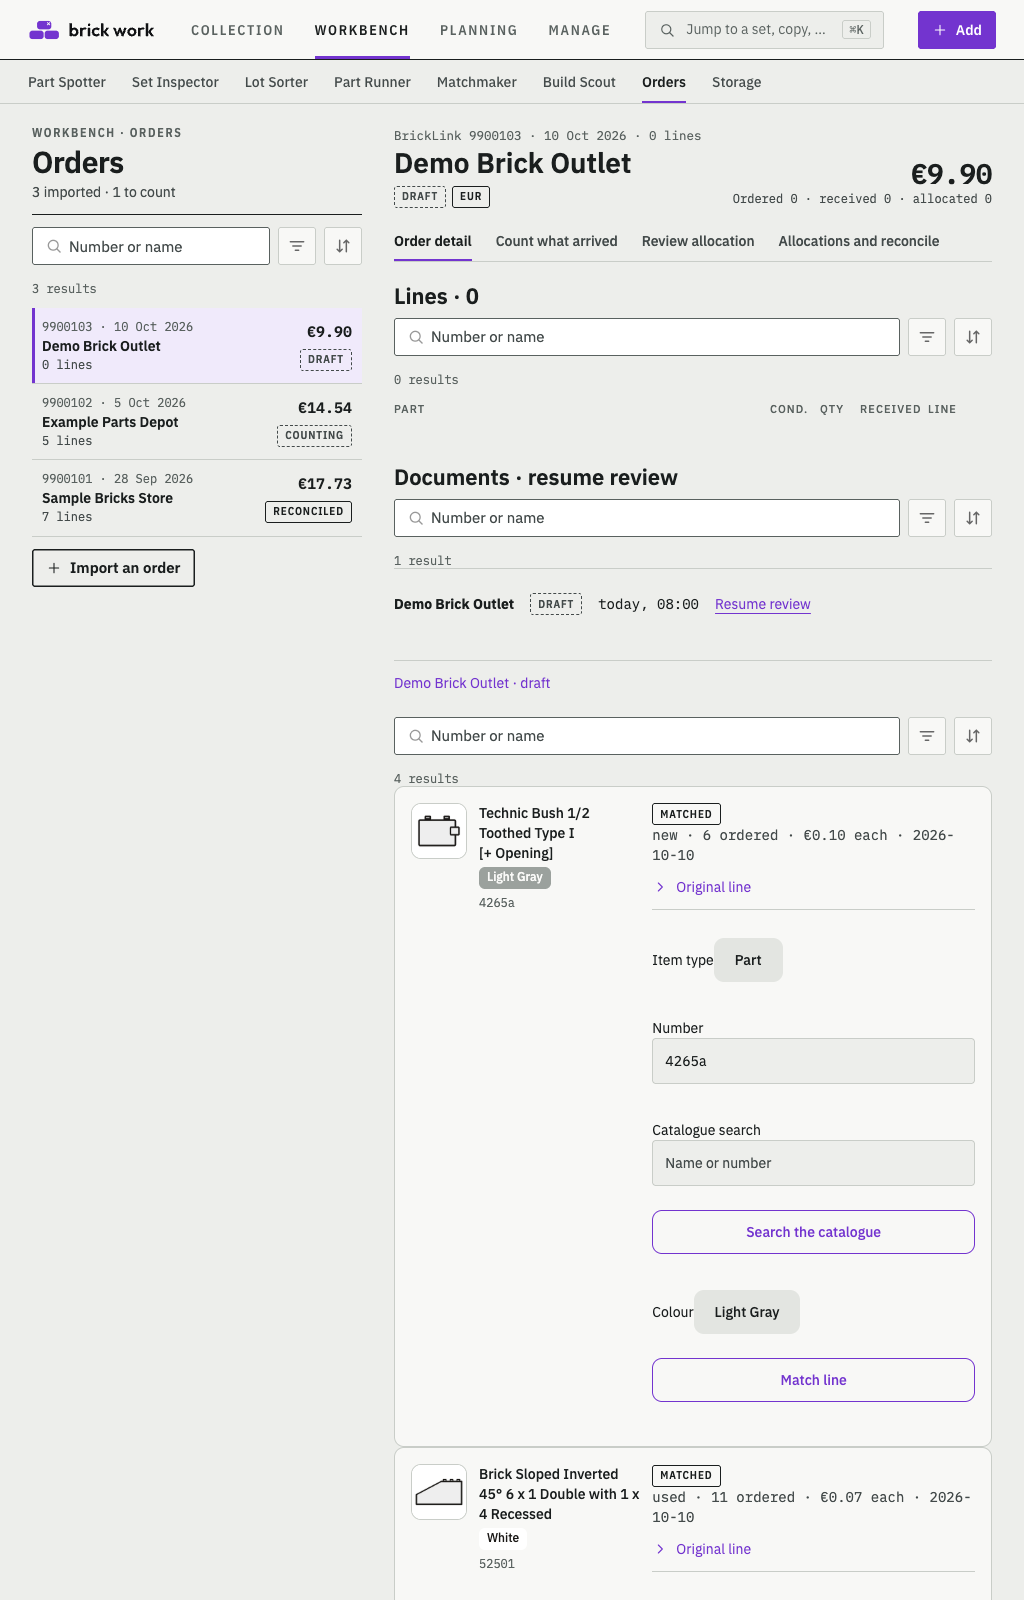 brick work
COLLECTION
WORKBENCH
PLANNING
MANAGE
Jump to a set, copy, ...
⌘K
+ Add
Part Spotter
Set Inspector
Lot Sorter
Part Runner
Matchmaker
Build Scout
Orders
Storage
WORKBENCH · ORDERS
Orders
3 imported · 1 to count
Number or name
3 results
9900103 · 10 Oct 2026
€9.90
Demo Brick Outlet
0 lines
DRAFT
9900102 · 5 Oct 2026
€14.54
Example Parts Depot
5 lines
COUNTING
9900101 · 28 Sep 2026
€17.73
Sample Bricks Store
7 lines
RECONCILED
+ Import an order
BrickLink 9900103 · 10 Oct 2026 · 0 lines
Demo Brick Outlet
DRAFT
EUR
€9.90
Ordered 0 · received 0 · allocated 0
Order detail
Count what arrived
Review allocation
Allocations and reconcile
Lines · 0
Number or name
0 results
PART
COND.
QTY
RECEIVED
LINE
Documents · resume review
Number or name
1 result
Demo Brick Outlet
DRAFT
today, 08:00
Resume review
Demo Brick Outlet · draft
Number or name
4 results
Technic Bush 1/2
Toothed Type I
[+ Opening]
Light Gray
4265a
MATCHED
new · 6 ordered · €0.10 each · 2026-
10-10
Original line
Item type
Part
Number
4265a
Catalogue search
Name or number
Search the catalogue
Colour
Light Gray
Match line
Brick Sloped Inverted
45° 6 x 1 Double with 1 x
4 Recessed
White
52501
MATCHED
used · 11 ordered · €0.07 each · 2026-
10-10
Original line